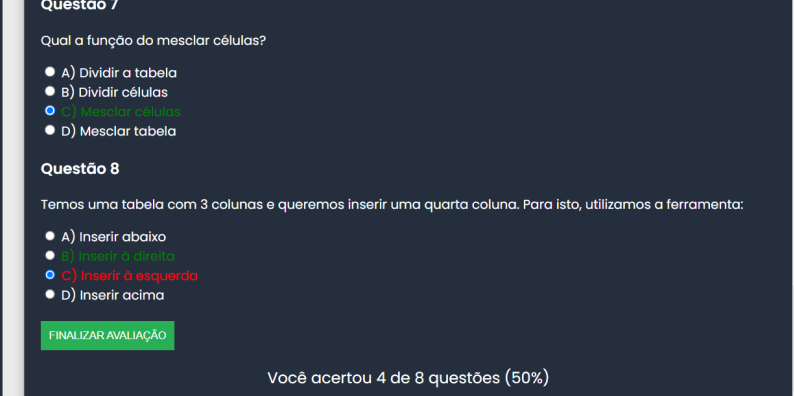 Questão 7
Qual a função do mesclar células?
A) Dividir a tabela
B) Dividir células
C) Mesclar células
D) Mesclar tabela
Questão 8
Temos uma tabela com 3 colunas e queremos inserir uma quarta coluna. Para isto, utilizamos a ferramenta:
A) Inserir abaixo
B) Inserir à direita
C) Inserir à esquerda
D) Inserir acima
FINALIZAR AVALIAÇÃO
Você acertou 4 de 8 questões (50%)